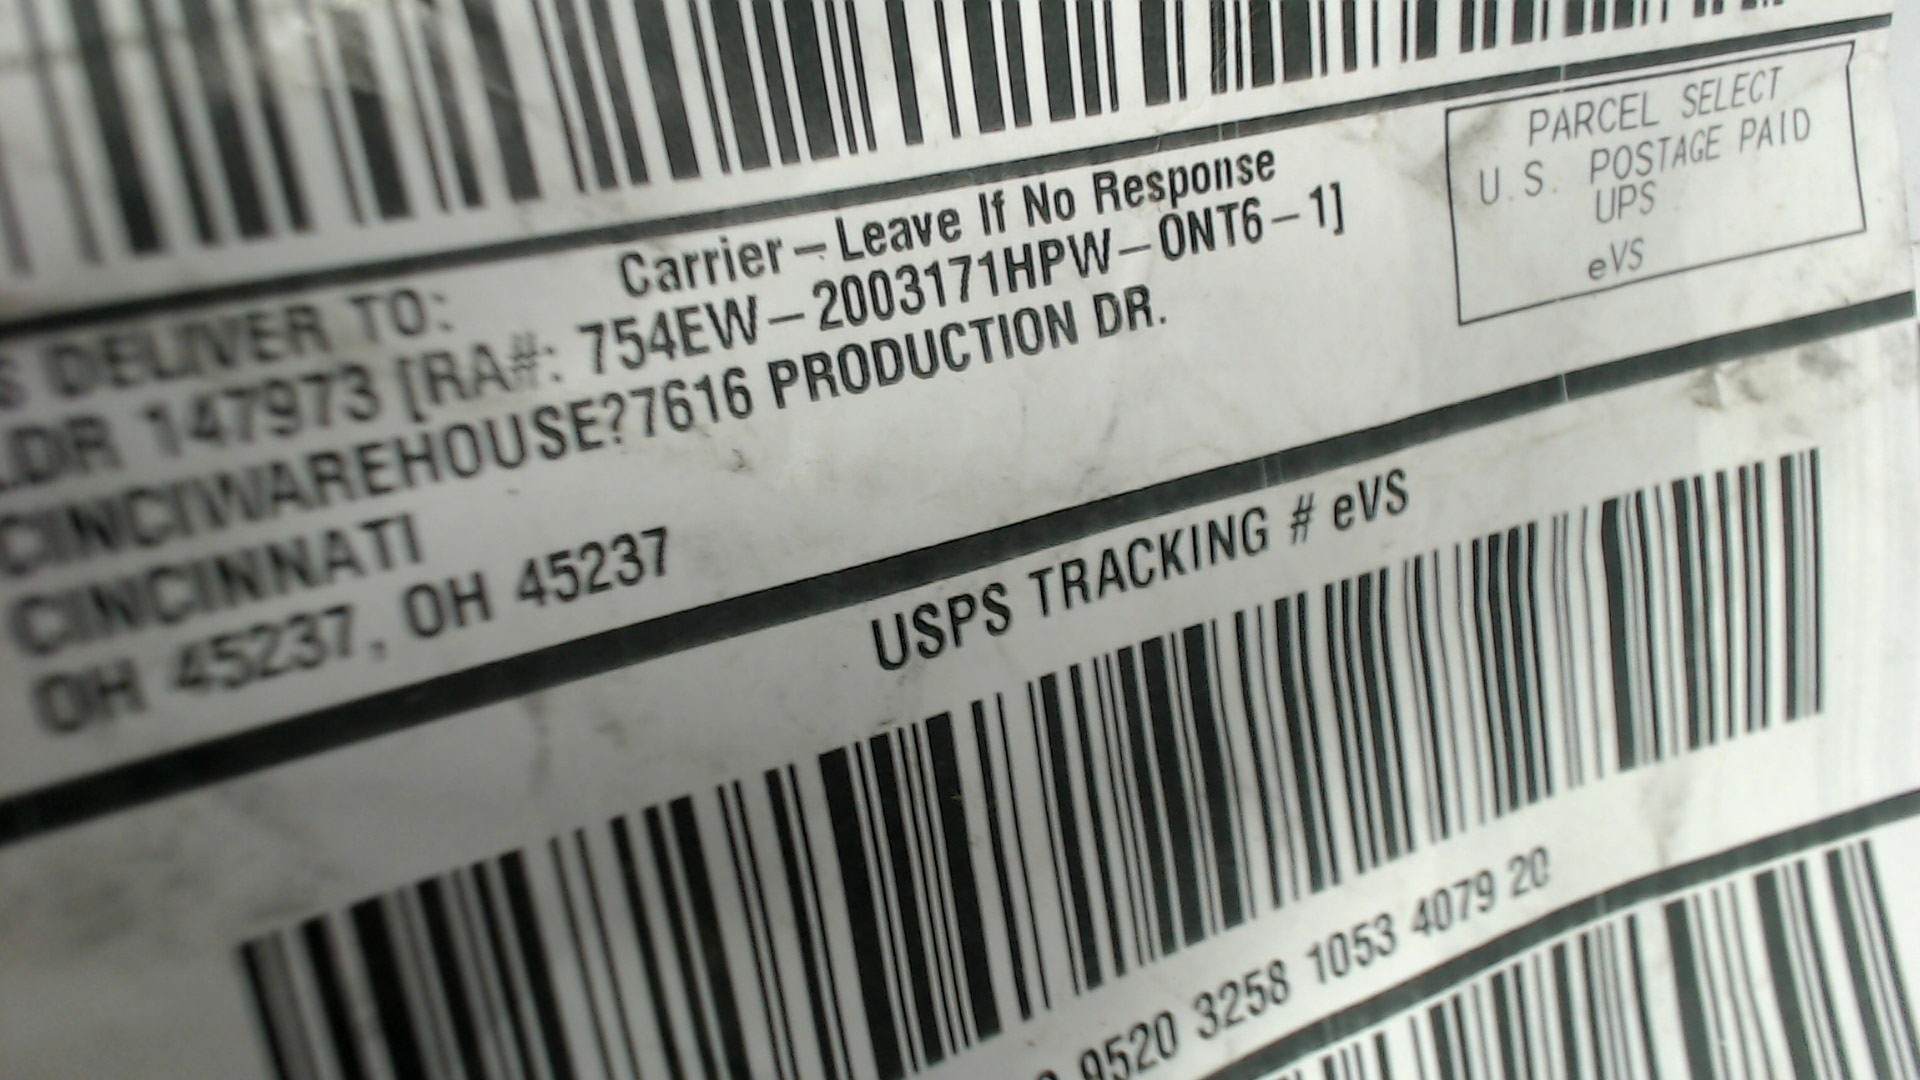 PARCEL SELECT
U.S. POSTAGE PAID
UPS
eVS
Carrier – Leave If No Response
S DELIVER TO:
LDR 147973 [RA#: 754EW–2003171HPW–ONT6–1]
CINCIWAREHOUSE?7616 PRODUCTION DR.
CINCINNATI
OH 45237, OH 45237
USPS TRACKING # eVS
9520 3258 1053 4079 20